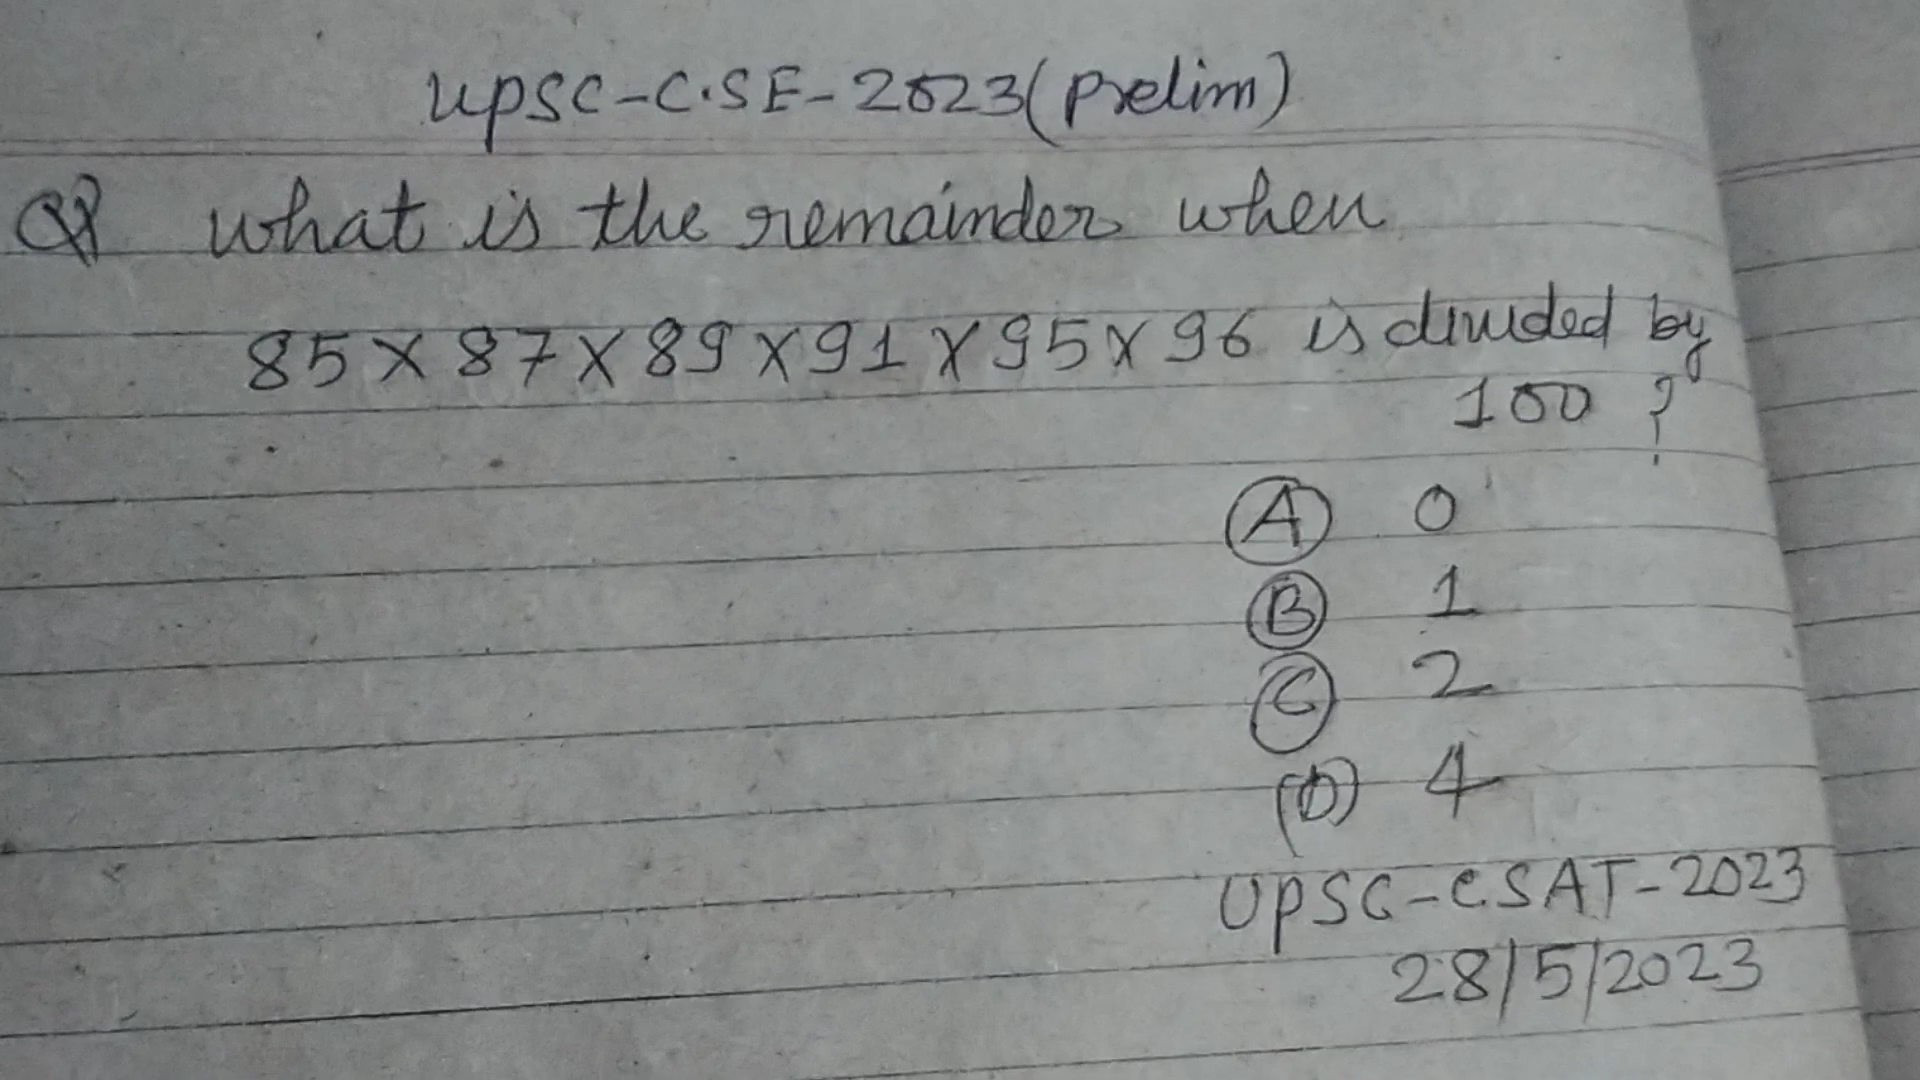 UPSC-C.SE-2023(Prelim)
Q what is the remainder when
85 x 87 x 89 x 91 x 95 x 96 is divided by
100 ?
(A) 0
(B) 1
(C) 2
(D) 4
UPSC-CSAT-2023
28/5/2023